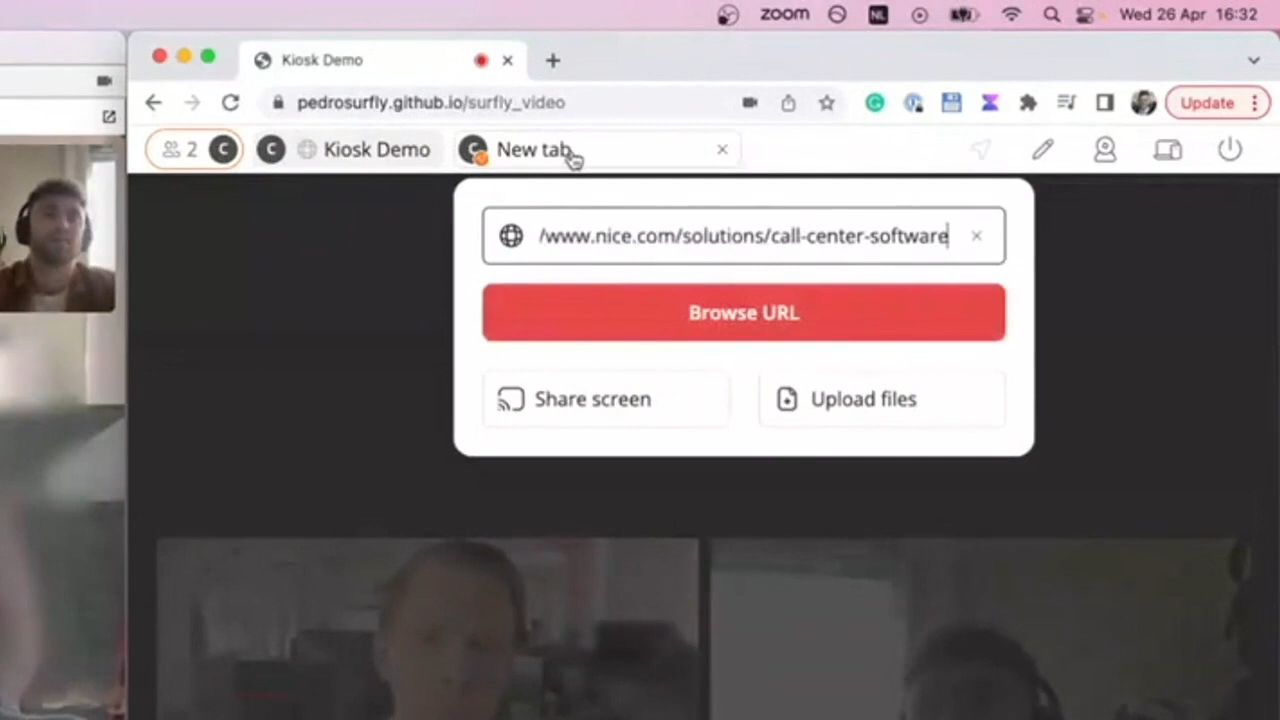 zoom NL Wed 26 Apr 16:32
Kiosk Demo
pedrosurfly.github.io/surfly_video Update
2 C C Kiosk Demo C New tab
/www.nice.com/solutions/call-center-software
Browse URL
Share screen Upload files